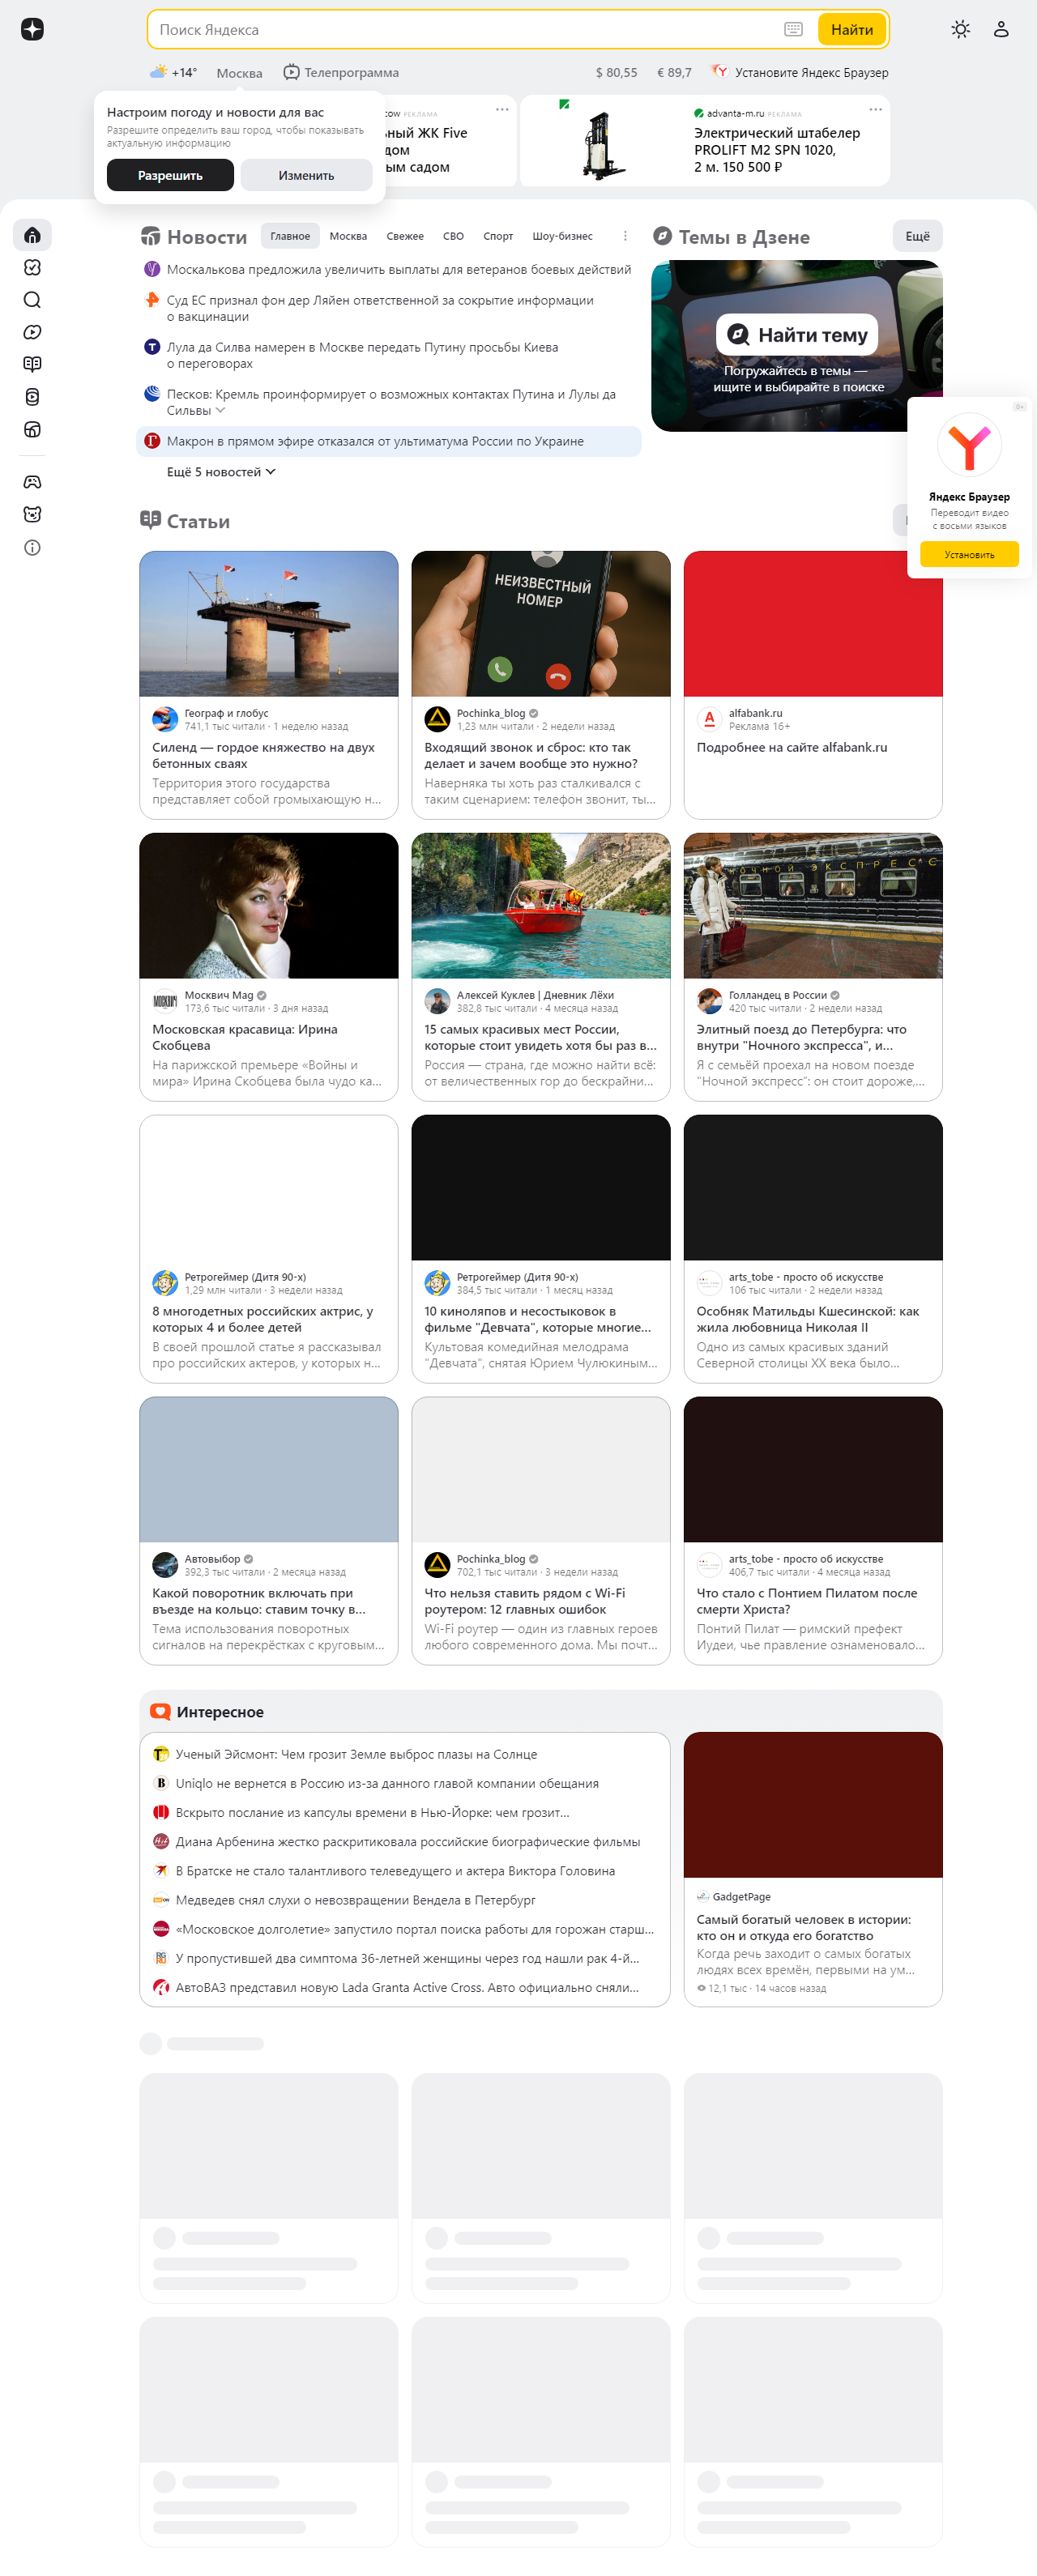 Поиск Яндекса
Найти
+14°
Москва
Телепрограмма
$ 80,55
€ 89,7
Установите Яндекс Браузер
Настроим погоду и новости для вас
Разрешите определить ваш город, чтобы показывать
актуальную информацию
Разрешить
Изменить
РЕКЛАМА
ЖК Five
садом
advanta-m.ru РЕКЛАМА
Электрический штабелер
PROLIFT M2 SPN 1020,
2 м. 150 500 ₽
Новости
Главное
Москва
Свежее
СВО
Спорт
Шоу-бизнес
Москалькова предложила увеличить выплаты для ветеранов боевых действий
Суд ЕС признал фон дер Ляйен ответственной за сокрытие информации
о вакцинации
Лула да Силва намерен в Москве передать Путину просьбы Киева
о переговорах
Песков: Кремль проинформирует о возможных контактах Путина и Лулы да
Сильвы
Макрон в прямом эфире отказался от ультиматума России по Украине
Ещё 5 новостей
Темы в Дзене
Ещё
Найти тему
Погружайтесь в темы —
ищите и выбирайте в поиске
0+
Яндекс Браузер
Переводит видео
с восьми языков
Установить
Статьи
Географ и глобус
741,1 тыс читали · 1 неделю назад
Силенд — гордое княжество на двух
бетонных сваях
Территория этого государства
представляет собой громыхающую н...
НЕИЗВЕСТНЫЙ
НОМЕР
Pochinka_blog
1,23 млн читали · 2 недели назад
Входящий звонок и сброс: кто так
делает и зачем вообще это нужно?
Наверняка ты хоть раз сталкивался с
таким сценарием: телефон звонит, ты...
alfabank.ru
Реклама 16+
Подробнее на сайте alfabank.ru
МОСКВИЧ
Москвич Mag
173,6 тыс читали · 3 дня назад
Московская красавица: Ирина
Скобцева
На парижской премьере «Войны и
мира» Ирина Скобцева была чудо ка...
Алексей Куклев | Дневник Лёхи
382,8 тыс читали · 4 месяца назад
15 самых красивых мест России,
которые стоит увидеть хотя бы раз в...
Россия — страна, где можно найти всё:
от величественных гор до бескрайни...
НОЧНОЙ ЭКСПРЕСС
Голландец в России
420 тыс читали · 2 недели назад
Элитный поезд до Петербурга: что
внутри "Ночного экспресса", и...
Я с семьёй проехал на новом поезде
"Ночной экспресс": он стоит дороже,...
Ретрогеймер (Дитя 90-х)
1,29 млн читали · 3 недели назад
8 многодетных российских актрис, у
которых 4 и более детей
В своей прошлой статье я рассказывал
про российских актеров, у которых н...
Ретрогеймер (Дитя 90-х)
384,5 тыс читали · 1 месяц назад
10 киноляпов и несостыковок в
фильме "Девчата", которые многие...
Культовая комедийная мелодрама
"Девчата", снятая Юрием Чулюкиным...
arts_tobe - просто об искусстве
106 тыс читали · 2 недели назад
Особняк Матильды Кшесинской: как
жила любовница Николая II
Одно из самых красивых зданий
Северной столицы XX века было...
Автовыбор
392,3 тыс читали · 2 месяца назад
Какой поворотник включать при
въезде на кольцо: ставим точку в...
Тема использования поворотных
сигналов на перекрёстках с круговым...
Pochinka_blog
702,1 тыс читали · 3 недели назад
Что нельзя ставить рядом с Wi-Fi
роутером: 12 главных ошибок
Wi-Fi роутер — один из главных героев
любого современного дома. Мы почт...
arts_tobe - просто об искусстве
406,7 тыс читали · 4 месяца назад
Что стало с Понтием Пилатом после
смерти Христа?
Понтий Пилат — римский префект
Иудеи, чье правление ознаменовало...
Интересное
Ученый Эйсмонт: Чем грозит Земле выброс плазы на Солнце
Uniqlo не вернется в Россию из-за данного главой компании обещания
Вскрыто послание из капсулы времени в Нью-Йорке: чем грозит...
Диана Арбенина жестко раскритиковала российские биографические фильмы
В Братске не стало талантливого телеведущего и актера Виктора Головина
Медведев снял слухи о невозвращении Вендела в Петербург
«Московское долголетие» запустило портал поиска работы для горожан старш...
У пропустившей два симптома 36-летней женщины через год нашли рак 4-й...
АвтоВАЗ представил новую Lada Granta Active Cross. Авто официально сняли...
GadgetPage
Самый богатый человек в истории:
кто он и откуда его богатство
Когда речь заходит о самых богатых
людях всех времён, первыми на ум...
12,1 тыс · 14 часов назад